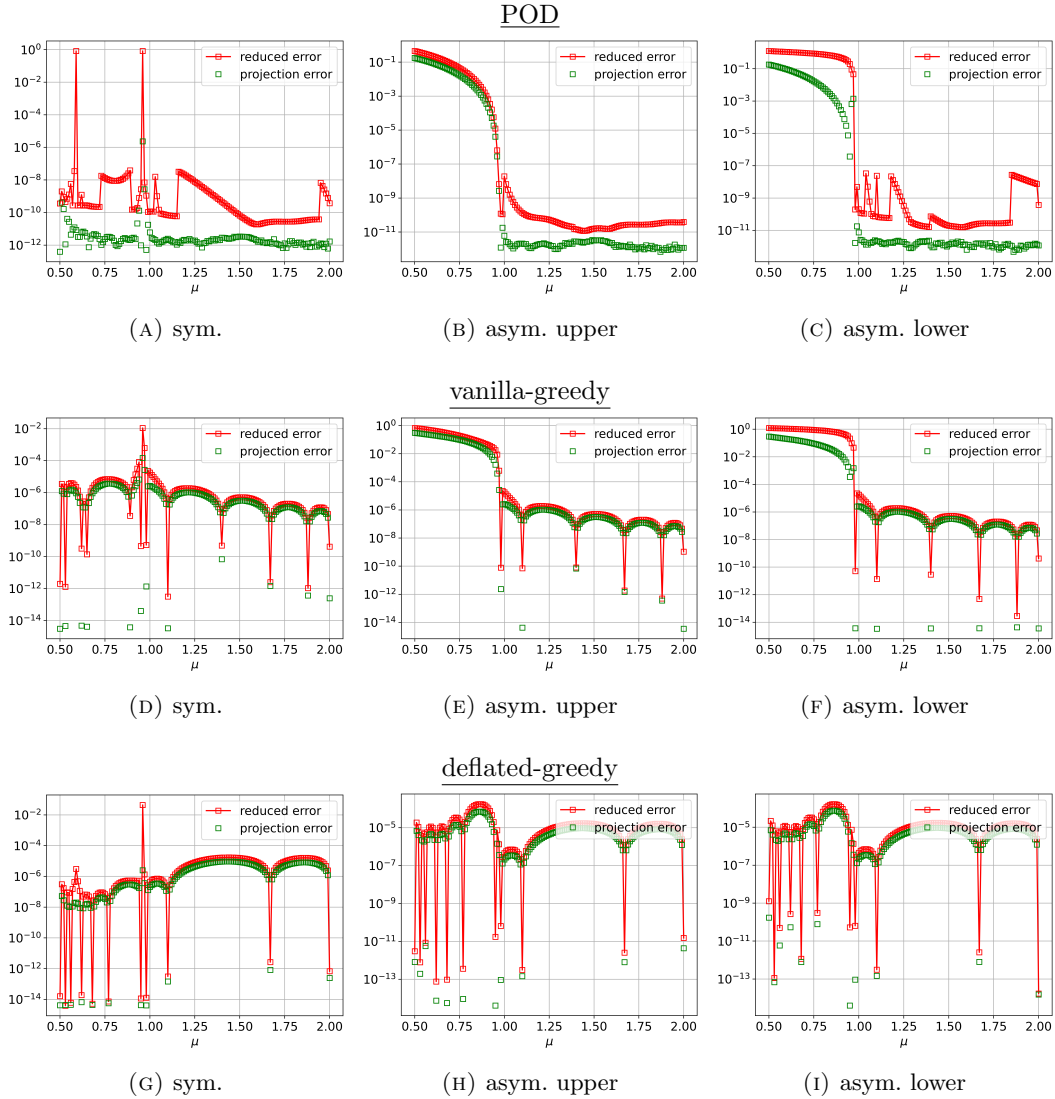 POD
10^0
10^-2
10^-4
10^-6
10^-8
10^-10
10^-12
0.50 0.75 1.00 1.25 1.50 1.75 2.00
μ
reduced error
projection error
(A) sym.
10^-1
10^-3
10^-5
10^-7
10^-9
10^-11
0.50 0.75 1.00 1.25 1.50 1.75 2.00
μ
reduced error
projection error
(B) asym. upper
10^-1
10^-3
10^-5
10^-7
10^-9
10^-11
0.50 0.75 1.00 1.25 1.50 1.75 2.00
μ
reduced error
projection error
(C) asym. lower
vanilla-greedy
10^-2
10^-4
10^-6
10^-8
10^-10
10^-12
10^-14
0.50 0.75 1.00 1.25 1.50 1.75 2.00
μ
reduced error
projection error
(D) sym.
10^0
10^-2
10^-4
10^-6
10^-8
10^-10
10^-12
10^-14
0.50 0.75 1.00 1.25 1.50 1.75 2.00
μ
reduced error
projection error
(E) asym. upper
10^0
10^-2
10^-4
10^-6
10^-8
10^-10
10^-12
10^-14
0.50 0.75 1.00 1.25 1.50 1.75 2.00
μ
reduced error
projection error
(F) asym. lower
deflated-greedy
10^-2
10^-4
10^-6
10^-8
10^-10
10^-12
10^-14
0.50 0.75 1.00 1.25 1.50 1.75 2.00
μ
reduced error
projection error
(G) sym.
10^-5
10^-7
10^-9
10^-11
10^-13
0.50 0.75 1.00 1.25 1.50 1.75 2.00
μ
reduced error
projection error
(H) asym. upper
10^-5
10^-7
10^-9
10^-11
10^-13
0.50 0.75 1.00 1.25 1.50 1.75 2.00
μ
reduced error
projection error
(I) asym. lower